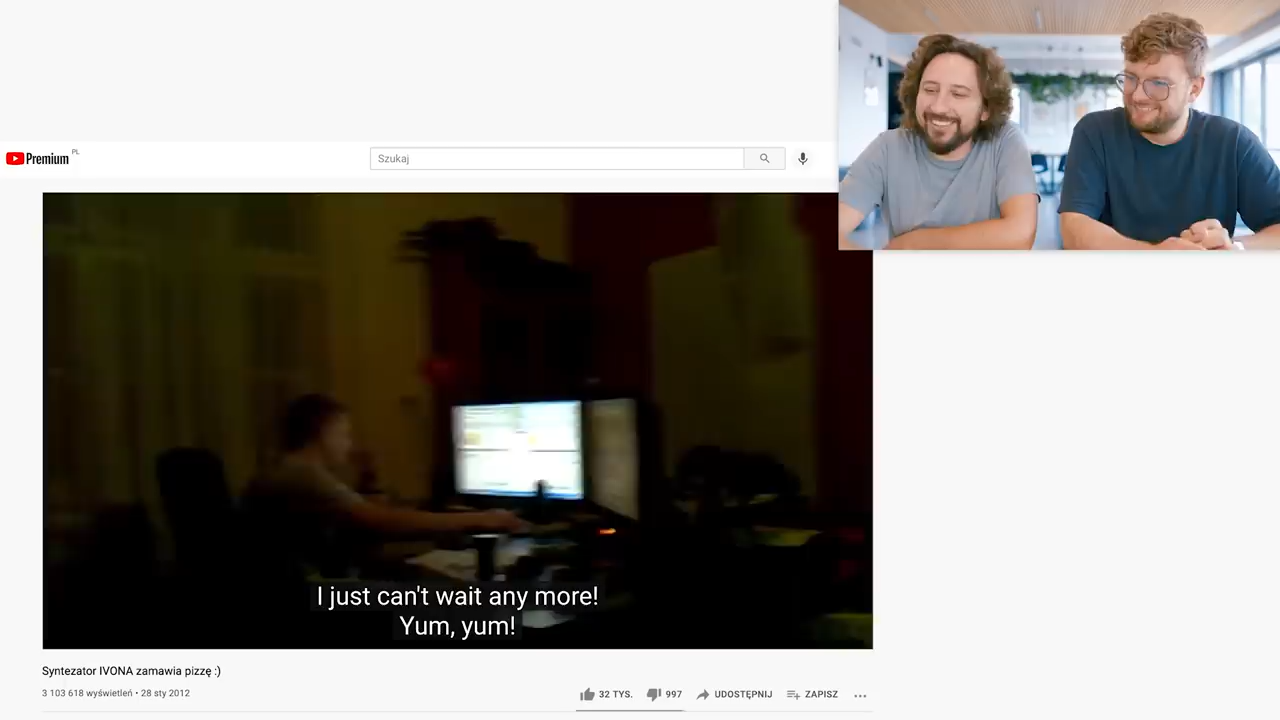 Premium PL
Szukaj
I just can't wait any more!
Yum, yum!
Syntezator IVONA zamawia pizzę :)
3 103 618 wyświetleń • 28 sty 2012
32 TYS.
997
UDOSTĘPNIJ
ZAPISZ